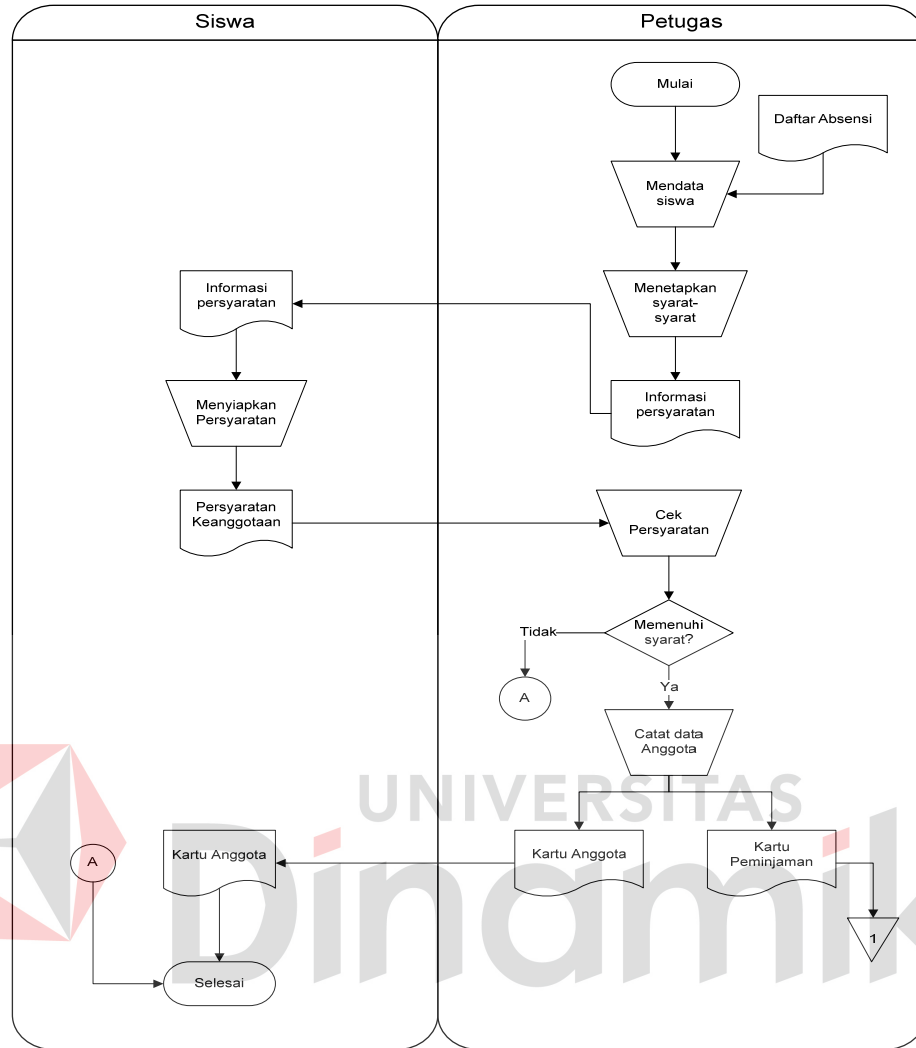 Siswa
Petugas
Mulai
Daftar Absensi
Mendata
siswa
Informasi
persyaratan
Menetapkan
syarat-
syarat
Menyiapkan
Persyaratan
Informasi
persyaratan
Persyaratan
Keanggotaan
Cek
Persyaratan
Memenuhi
syarat?
Tidak
A
Ya
Catat data
Anggota
UNIVERSITAS
Dinamik
A
Kartu Anggota
Kartu Anggota
Kartu
Peminjaman
1
Selesai